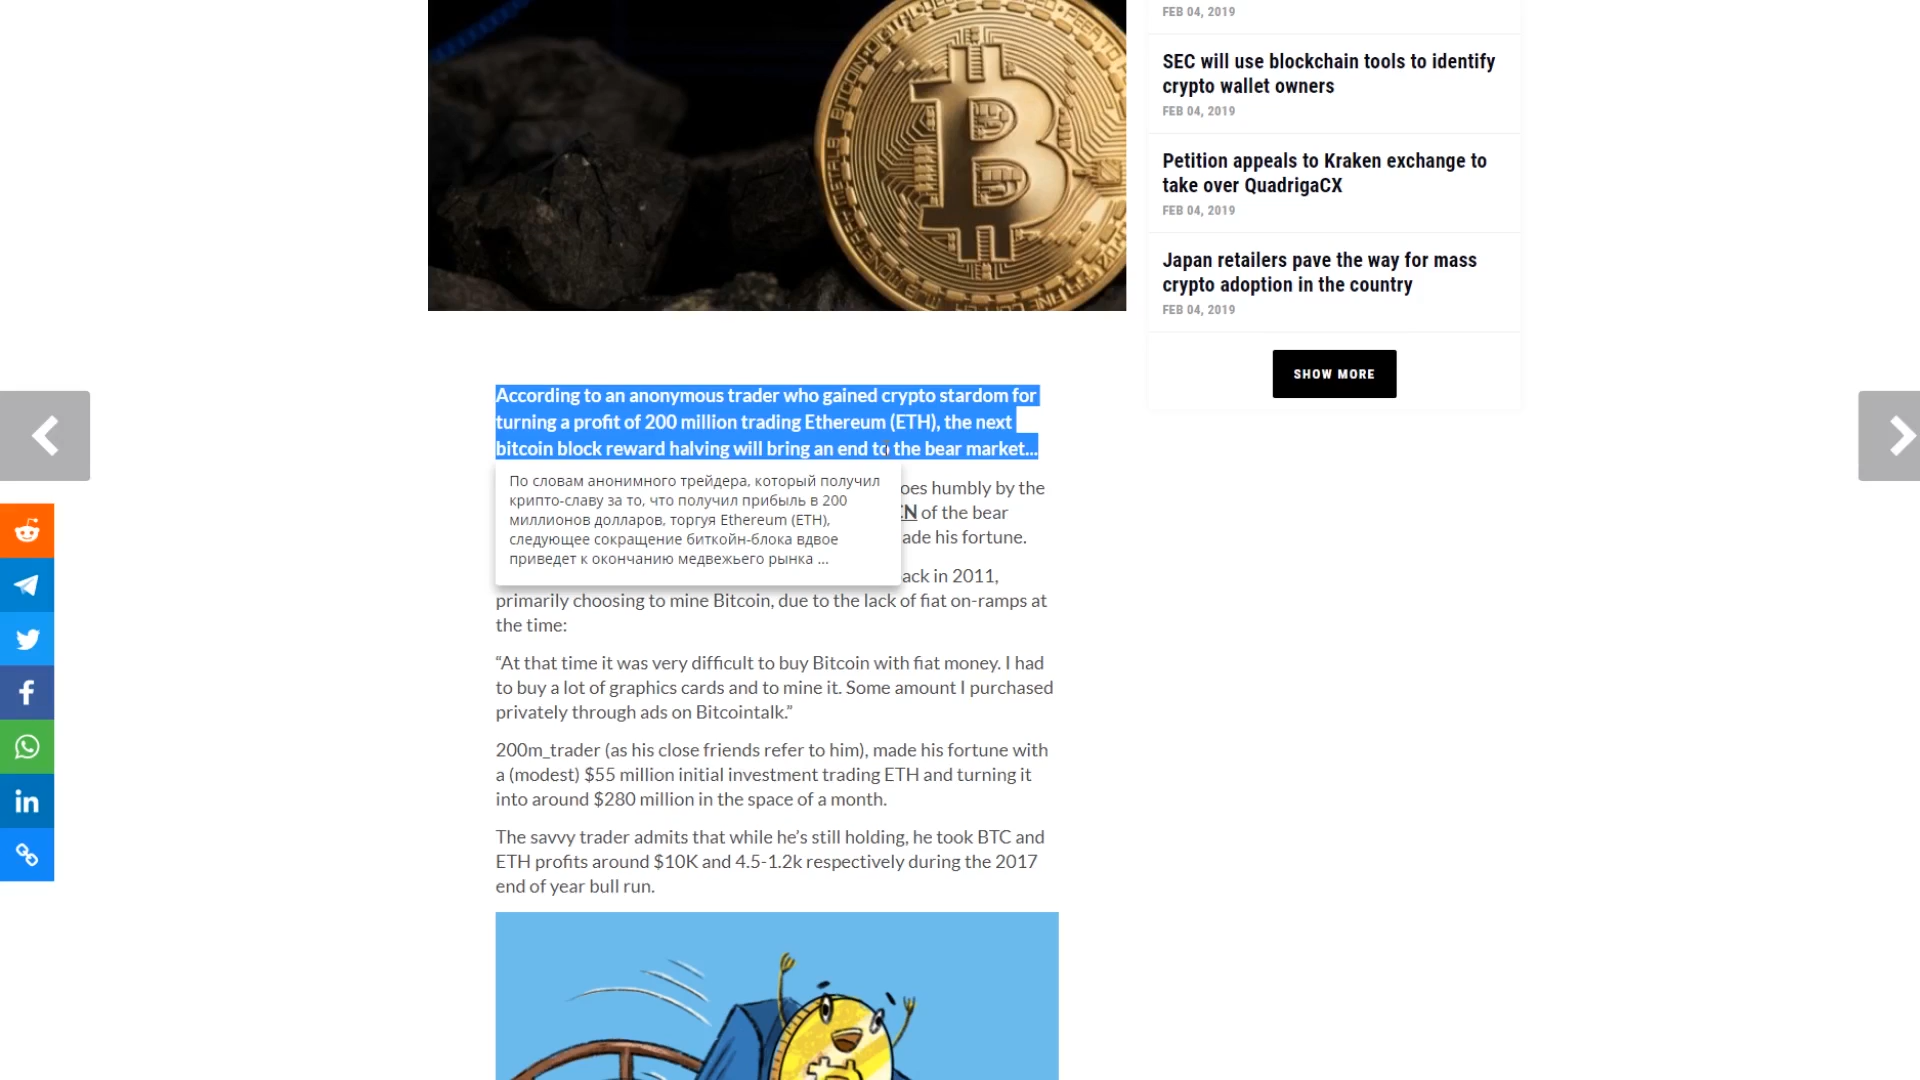 According to an anonymous trader who gained crypto stardom for
turning a profit of 200 million trading Ethereum (ETH), the next
bitcoin block reward halving will bring an end to the bear market...
По словам анонимного трейдера, который получил
крипто-славу за то, что получил прибыль в 200
миллионов долларов, торгуя Ethereum (ETH),
следующее сокращение биткойн-блока вдвое
приведет к окончанию медвежьего рынка ...
oes humbly by the
N of the bear
ade his fortune.
ack in 2011,
primarily choosing to mine Bitcoin, due to the lack of fiat on-ramps at
the time:
“At that time it was very difficult to buy Bitcoin with fiat money. I had
to buy a lot of graphics cards and to mine it. Some amount I purchased
privately through ads on Bitcointalk.”
200m_trader (as his close friends refer to him), made his fortune with
a (modest) $55 million initial investment trading ETH and turning it
into around $280 million in the space of a month.
The savvy trader admits that while he’s still holding, he took BTC and
ETH profits around $10K and 4.5-1.2k respectively during the 2017
end of year bull run.
FEB 04, 2019
SEC will use blockchain tools to identify
crypto wallet owners
FEB 04, 2019
Petition appeals to Kraken exchange to
take over QuadrigaCX
FEB 04, 2019
Japan retailers pave the way for mass
crypto adoption in the country
FEB 04, 2019
SHOW MORE